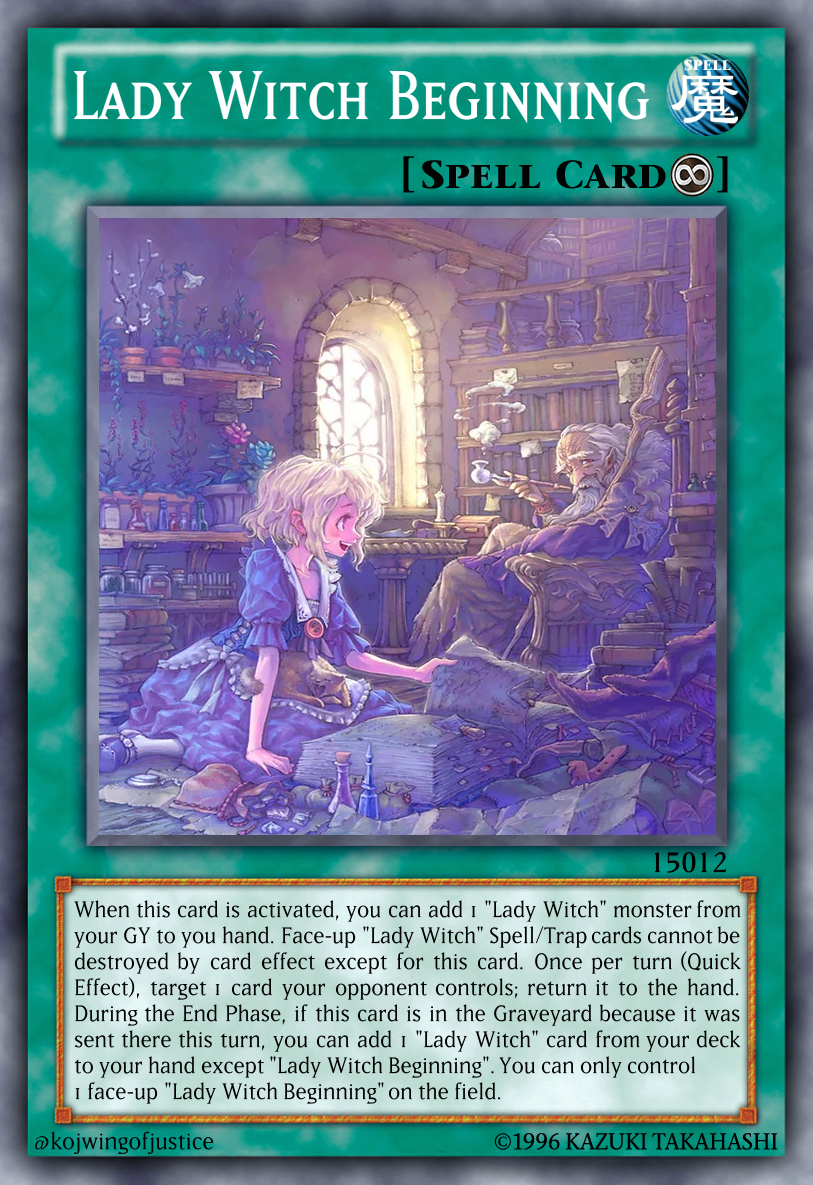 Lady Witch Beginning
SPELL
魔
[Spell Card∞]
15012
When this card is activated, you can add 1 "Lady Witch" monster from
your GY to you hand. Face-up "Lady Witch" Spell/Trap cards cannot be
destroyed by card effect except for this card. Once per turn (Quick
Effect), target 1 card your opponent controls; return it to the hand.
During the End Phase, if this card is in the Graveyard because it was
sent there this turn, you can add 1 "Lady Witch" card from your deck
to your hand except "Lady Witch Beginning". You can only control
1 face-up "Lady Witch Beginning" on the field.
@kojwingofjustice
©1996 KAZUKI TAKAHASHI